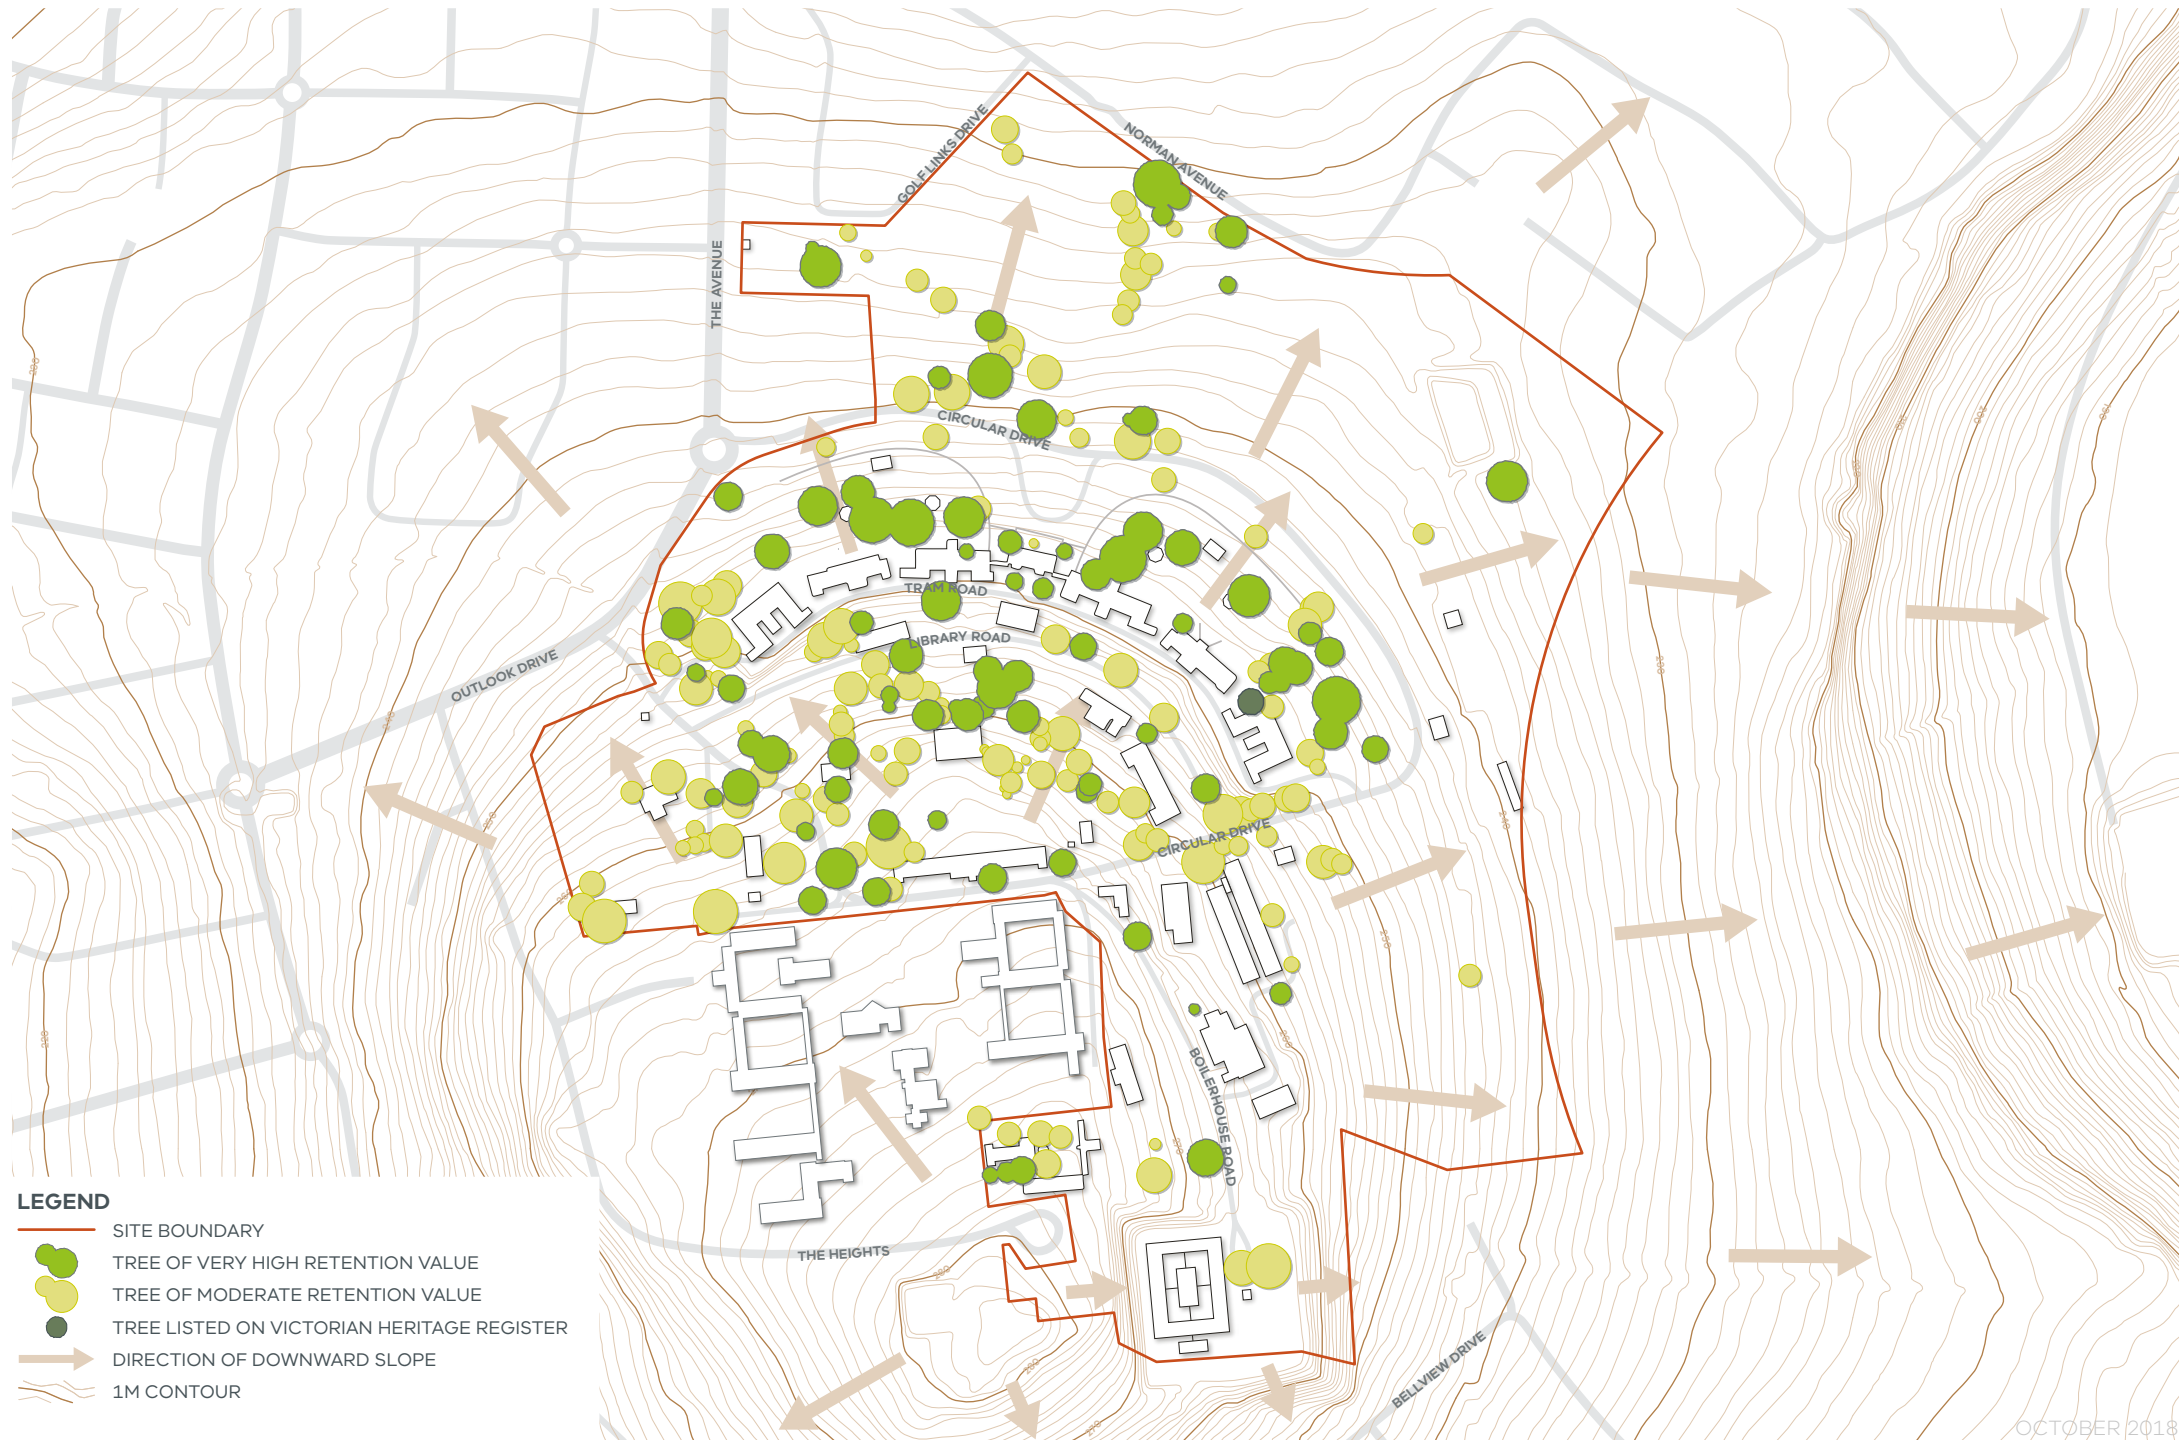 GOLF LINKS DRIVE
NORMAN AVENUE
THE AVENUE
CIRCULAR DRIVE
TRAM ROAD
LIBRARY ROAD
OUTLOOK DRIVE
CIRCULAR DRIVE
BOILERHOUSE ROAD
THE HEIGHTS
BELLVIEW DRIVE
LEGEND
SITE BOUNDARY
TREE OF VERY HIGH RETENTION VALUE
TREE OF MODERATE RETENTION VALUE
TREE LISTED ON VICTORIAN HERITAGE REGISTER
DIRECTION OF DOWNWARD SLOPE
1M CONTOUR
OCTOBER 2018